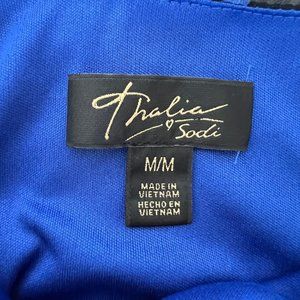 Thalia
Sodi
M/M
MADE IN
VIETNAM
HECHO EN
VIETNAM